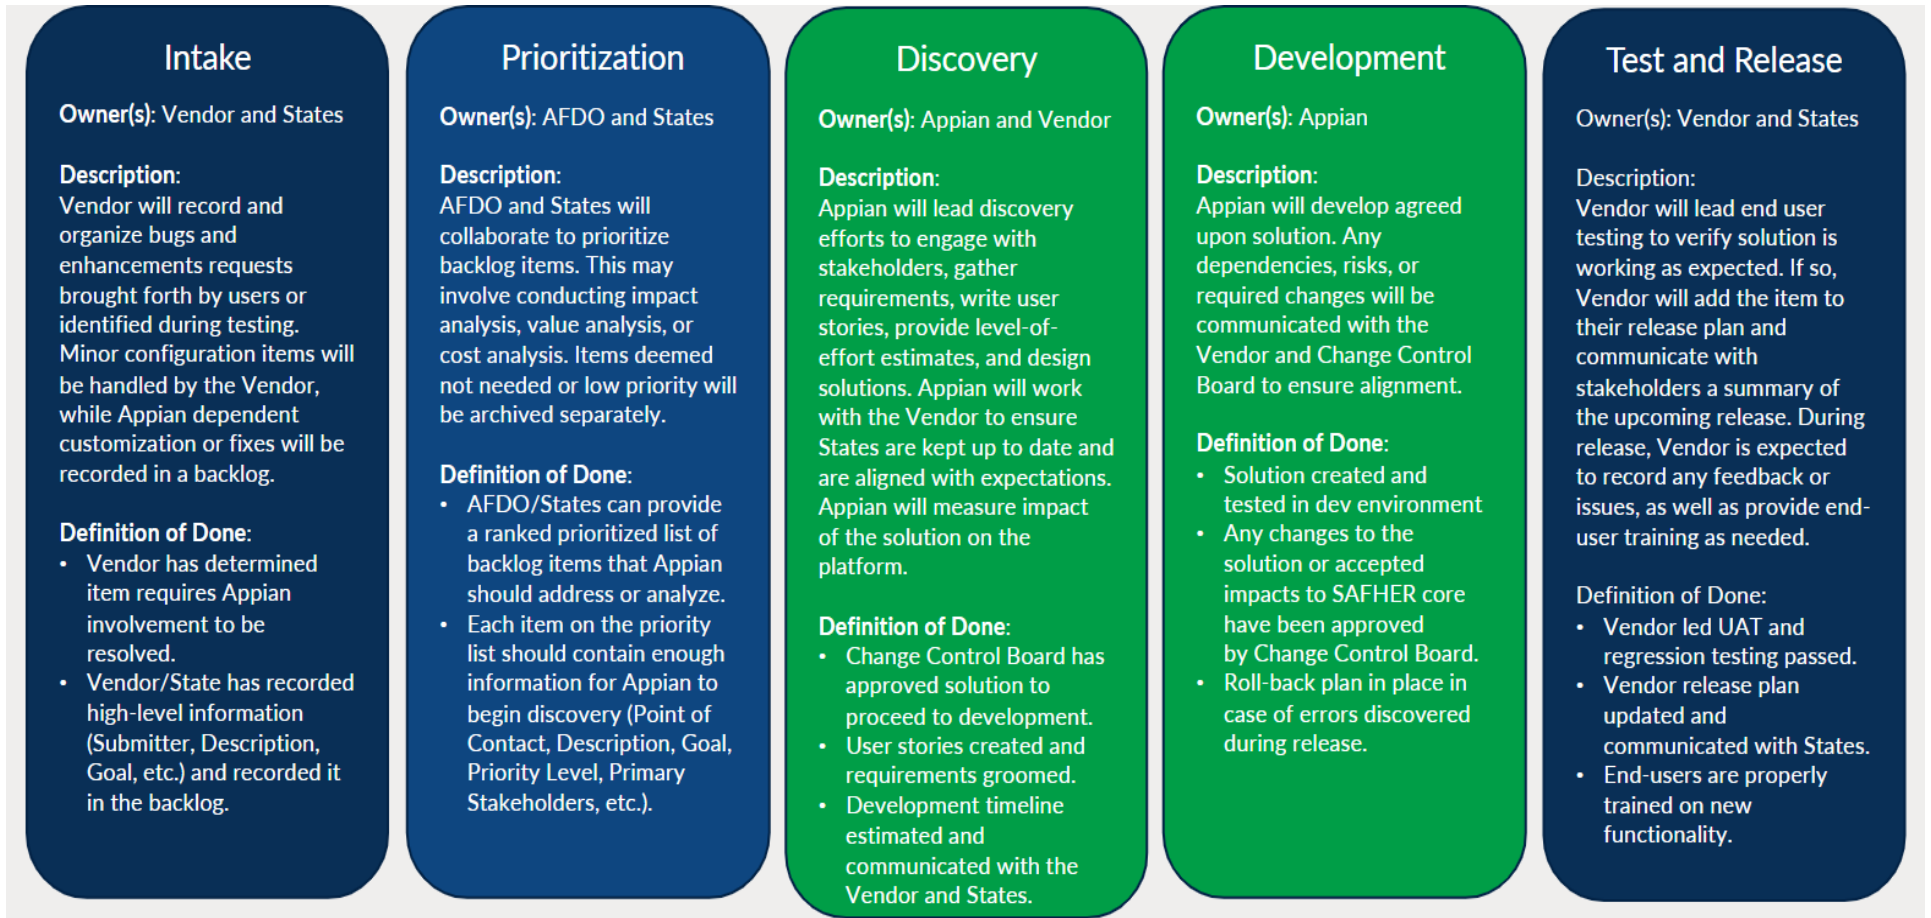 Intake
Owner(s): Vendor and States
Description:
Vendor will record and
organize bugs and
enhancements requests
brought forth by users or
identified during testing.
Minor configuration items will
be handled by the Vendor,
while Appian dependent
customization or fixes will be
recorded in a backlog.
Definition of Done:
• Vendor has determined
item requires Appian
involvement to be
resolved.
• Vendor/State has recorded
high-level information
(Submitter, Description,
Goal, etc.) and recorded it
in the backlog.
Prioritization
Owner(s): AFDO and States
Description:
AFDO and States will
collaborate to prioritize
backlog items. This may
involve conducting impact
analysis, value analysis, or
cost analysis. Items deemed
not needed or low priority will
be archived separately.
Definition of Done:
• AFDO/States can provide
a ranked prioritized list of
backlog items that Appian
should address or analyze.
• Each item on the priority
list should contain enough
information for Appian to
begin discovery (Point of
Contact, Description, Goal,
Priority Level, Primary
Stakeholders, etc.).
Discovery
Owner(s): Appian and Vendor
Description:
Appian will lead discovery
efforts to engage with
stakeholders, gather
requirements, write user
stories, provide level-of-
effort estimates, and design
solutions. Appian will work
with the Vendor to ensure
States are kept up to date and
are aligned with expectations.
Appian will measure impact
of the solution on the
platform.
Definition of Done:
• Change Control Board has
approved solution to
proceed to development.
• User stories created and
requirements groomed.
• Development timeline
estimated and
communicated with the
Vendor and States.
Development
Owner(s): Appian
Description:
Appian will develop agreed
upon solution. Any
dependencies, risks, or
required changes will be
communicated with the
Vendor and Change Control
Board to ensure alignment.
Definition of Done:
• Solution created and
tested in dev environment
• Any changes to the
solution or accepted
impacts to SAFHER core
have been approved
by Change Control Board.
• Roll-back plan in place in
case of errors discovered
during release.
Test and Release
Owner(s): Vendor and States
Description:
Vendor will lead end user
testing to verify solution is
working as expected. If so,
Vendor will add the item to
their release plan and
communicate with
stakeholders a summary of
the upcoming release. During
release, Vendor is expected
to record any feedback or
issues, as well as provide end-
user training as needed.
Definition of Done:
• Vendor led UAT and
regression testing passed.
• Vendor release plan
updated and
communicated with States.
• End-users are properly
trained on new
functionality.